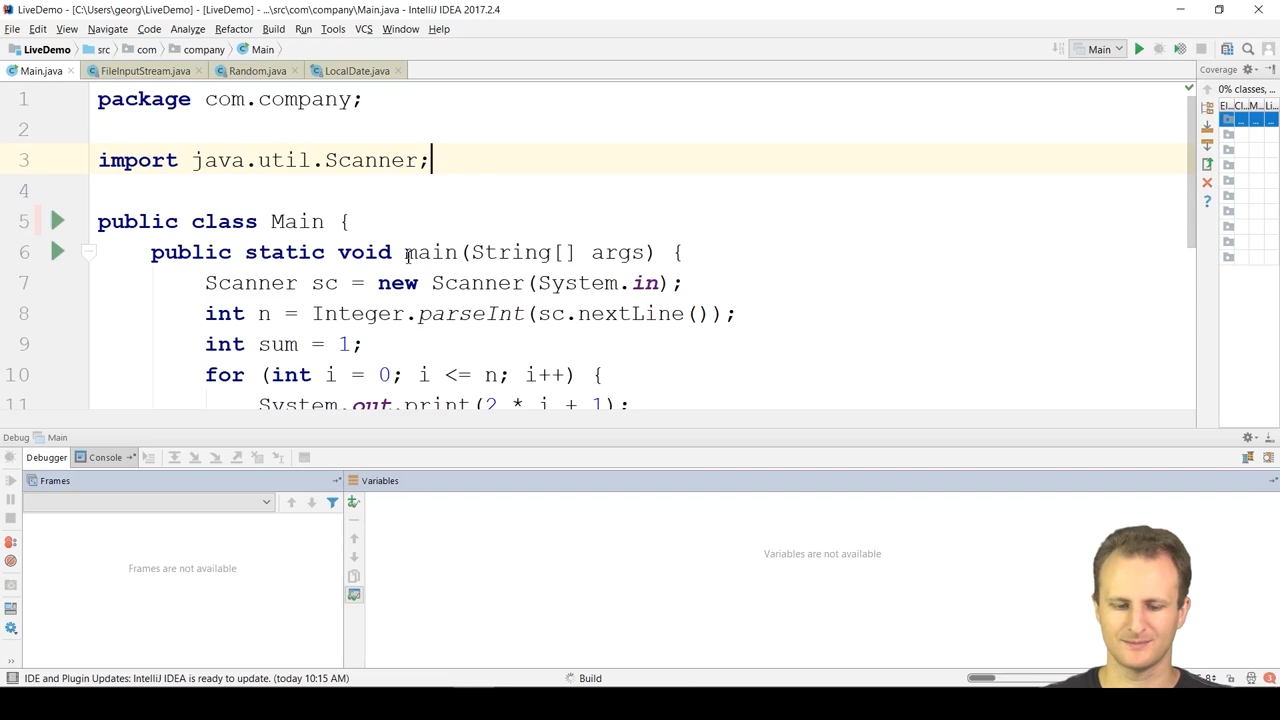 LiveDemo - [C:\Users\georg\LiveDemo] - [LiveDemo] - ...\src\com\company\Main.java - IntelliJ IDEA 2017.2.4
File Edit View Navigate Code Analyze Refactor Build Run Tools VCS Window Help
LiveDemo src com company Main Main
Main.java FileInputStream.java Random.java LocalDate.java Coverage
0% classes, ...
El... Cl... M... Li...
1 package com.company;
2
3 import java.util.Scanner;
4
5 public class Main {
6 public static void main(String[] args) {
7 Scanner sc = new Scanner(System.in);
8 int n = Integer.parseInt(sc.nextLine());
9 int sum = 1;
10 for (int i = 0; i <= n; i++) {
11 System.out.print(2 * i + 1);
Debug Main
Debugger Console
Frames Variables
Frames are not available
Variables are not available
IDE and Plugin Updates: IntelliJ IDEA is ready to update. (today 10:15 AM) Build